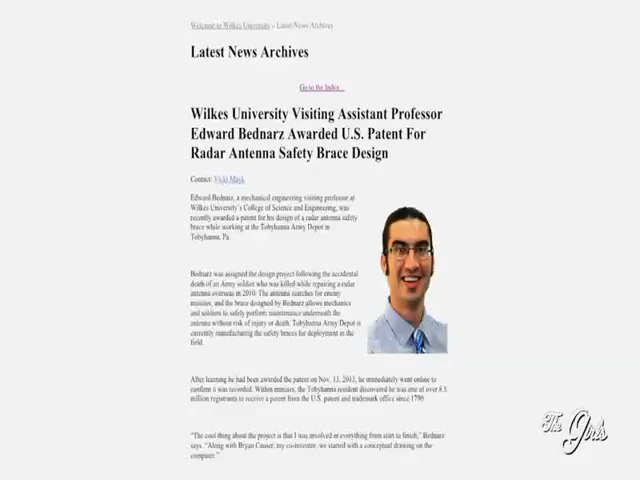 Welcome to Wilkes University > Latest News Archives
Latest News Archives
Go to the Index...
Wilkes University Visiting Assistant Professor
Edward Bednarz Awarded U.S. Patent For
Radar Antenna Safety Brace Design
Contact: Vicki Mayk
Edward Bednarz, a mechanical engineering visiting professor at
Wilkes University's College of Science and Engineering, was
recently awarded a patent for his design of a radar antenna safety
brace while working at the Tobyhanna Army Depot in
Tobyhanna, Pa.
Bednarz was assigned the design project following the accidental
death of an Army soldier who was killed while repairing a radar
antenna overseas in 2010. The antenna searches for enemy
missiles, and the brace designed by Bednarz allows mechanics
and soldiers to safely perform maintenance underneath the
antenna without risk of injury or death. Tobyhanna Army Depot is
currently manufacturing the safety braces for deployment in the
field.
After learning he had been awarded the patent on Nov. 13, 2013, he immediately went online to
confirm it was recorded. Within minutes, the Tobyhanna resident discovered he was one of over 8.5
million registrants to receive a patent from the U.S. patent and trademark office since 1790.
"The cool thing about the project is that I was involved in everything from start to finish," Bednarz
says. "Along with Bryan Causer, my co-inventor, we started with a conceptual drawing on the
computer."
The Girls